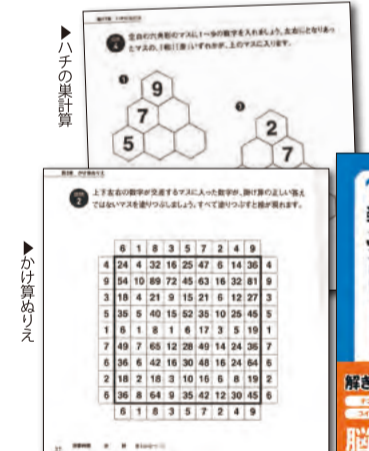 ▶ハチの巣計算
空白の六角形のマスに1〜9の数字を入れましょう。左右にとなりあっ
たマスの、「和」「差」いずれかが、上のマスに入ります。
❶
9
7
5
❷
2
7
▶かけ算ぬりえ
2
上下左右の数字が交差するマスに入った数字が、掛け算の正しい答え
ではないマスを塗りつぶしましょう。すべて塗りつぶすと絵が現れます。
6 1 8 3 5 7 2 4 9
4 24 4 32 16 25 47 6 14 36 4
9 54 10 89 72 45 63 16 32 81 9
3 18 4 21 9 15 21 6 12 27 3
5 35 5 40 15 52 35 10 25 45 5
1 6 1 8 1 6 17 3 5 19 1
7 49 7 65 12 28 49 14 24 36 7
6 36 6 42 16 30 48 16 24 64 6
2 18 2 18 3 10 16 6 8 19 2
6 36 8 64 9 35 42 12 30 45 6
6 1 8 3 5 7 2 4 9
解き
脳